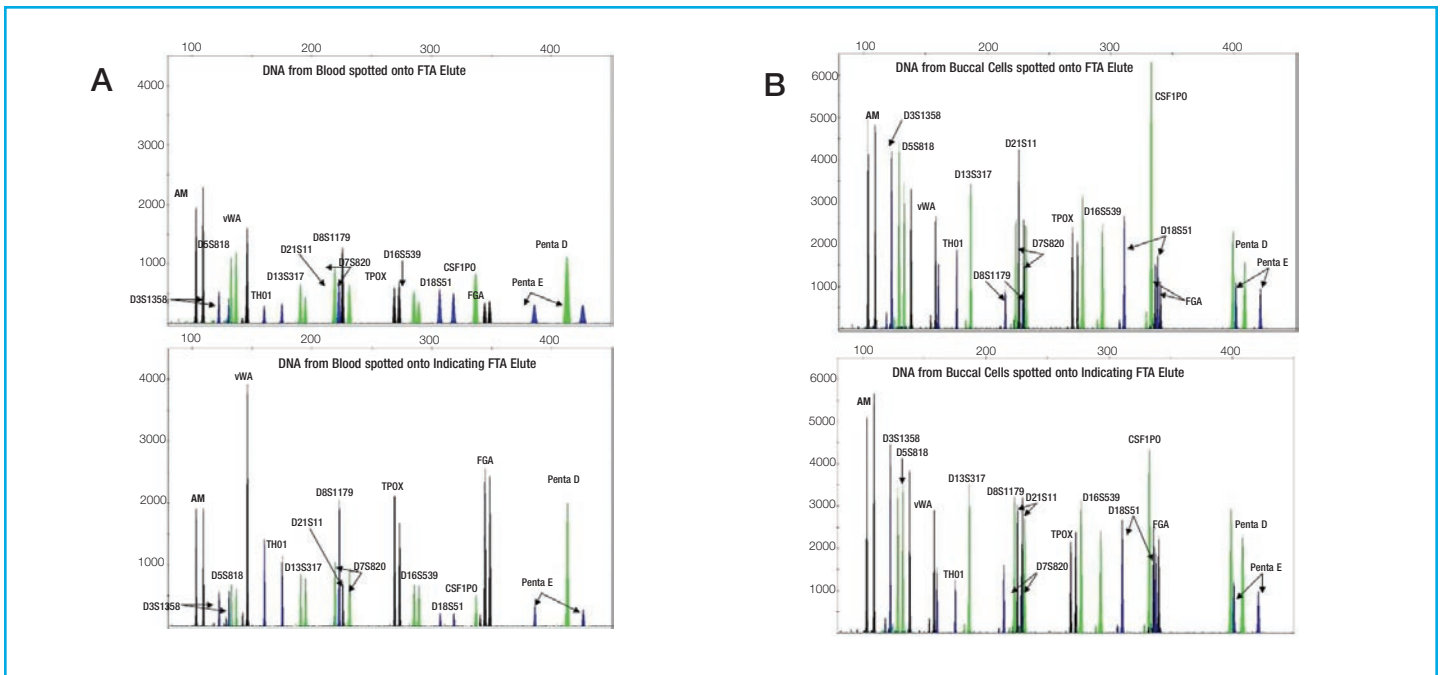 A
100 200 300 400
DNA from Blood spotted onto FTA Elute
4000
3000
2000
1000
AM
vWA
D5S818
D3S1358
TH01
D13S317
D21S11
D8S1179
D7S820
TPOX
D16S539
D18S51
CSF1PO
FGA
Penta E
Penta D
100 200 300 400
DNA from Blood spotted onto Indicating FTA Elute
4000
3000
2000
1000
vWA
AM
D5S818
D3S1358
TH01
D13S317
D21S11
D8S1179
D7S820
TPOX
D16S539
D18S51
CSF1PO
FGA
Penta E
Penta D
B
100 200 300 400
DNA from Buccal Cells spotted onto FTA Elute
6000
5000
4000
3000
2000
1000
AM
D3S1358
D5S818
vWA
TH01
D13S317
D21S11
D7S820
D8S1179
TPOX
D16S539
CSF1PO
D18S51
FGA
Penta D
Penta E
100 200 300 400
DNA from Buccal Cells spotted onto Indicating FTA Elute
6000
5000
4000
3000
2000
1000
AM
D3S1358
D5S818
vWA
TH01
D13S317
D8S1179
D21S11
D7S820
TPOX
D16S539
D18S51
CSF1PO
FGA
Penta D
Penta E